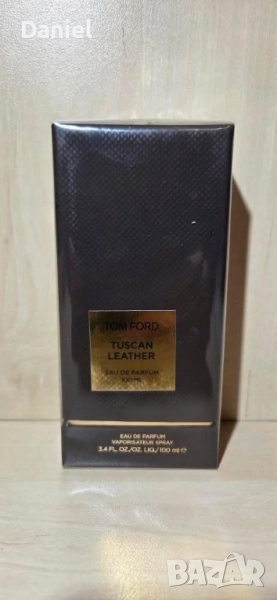 Daniel
TOM FORD
TUSCAN
LEATHER
EAU DE PARFUM
100 ML
EAU DE PARFUM
VAPORISATEUR SPRAY
3.4 FL. OZ./OZ. LIQ./100 ml ℮
BAZAR